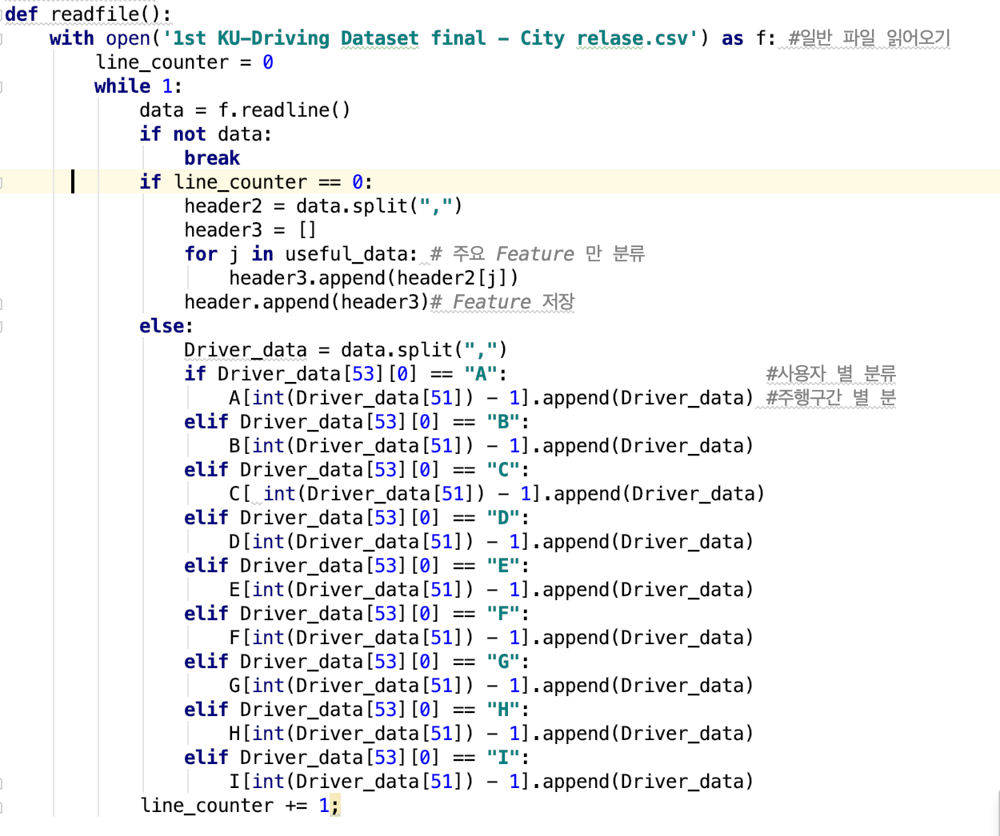 def readfile():
    with open('1st KU-Driving Dataset final - City relase.csv') as f: #일반 파일 읽어오기
        line_counter = 0
        while 1:
            data = f.readline()
            if not data:
                break
            if line_counter == 0:
                header2 = data.split(",")
                header3 = []
                for j in useful_data: # 주요 Feature 만 분류
                    header3.append(header2[j])
                header.append(header3)# Feature 저장
            else:
                Driver_data = data.split(",")
                if Driver_data[53][0] == "A":                       #사용자 별 분류
                    A[int(Driver_data[51]) - 1].append(Driver_data) #주행구간 별 분
                elif Driver_data[53][0] == "B":
                    B[int(Driver_data[51]) - 1].append(Driver_data)
                elif Driver_data[53][0] == "C":
                    C[ int(Driver_data[51]) - 1].append(Driver_data)
                elif Driver_data[53][0] == "D":
                    D[int(Driver_data[51]) - 1].append(Driver_data)
                elif Driver_data[53][0] == "E":
                    E[int(Driver_data[51]) - 1].append(Driver_data)
                elif Driver_data[53][0] == "F":
                    F[int(Driver_data[51]) - 1].append(Driver_data)
                elif Driver_data[53][0] == "G":
                    G[int(Driver_data[51]) - 1].append(Driver_data)
                elif Driver_data[53][0] == "H":
                    H[int(Driver_data[51]) - 1].append(Driver_data)
                elif Driver_data[53][0] == "I":
                    I[int(Driver_data[51]) - 1].append(Driver_data)
            line_counter += 1;